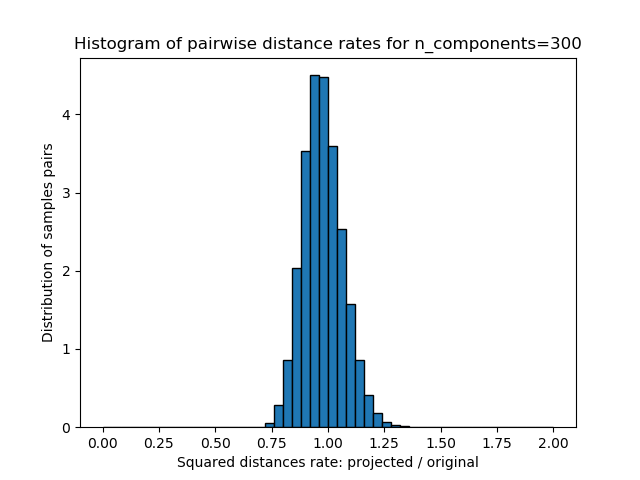 Histogram of pairwise distance rates for n_components=300
Distribution of samples pairs
4
3
2
1
0
0.00 0.25 0.50 0.75 1.00 1.25 1.50 1.75 2.00
Squared distances rate: projected / original